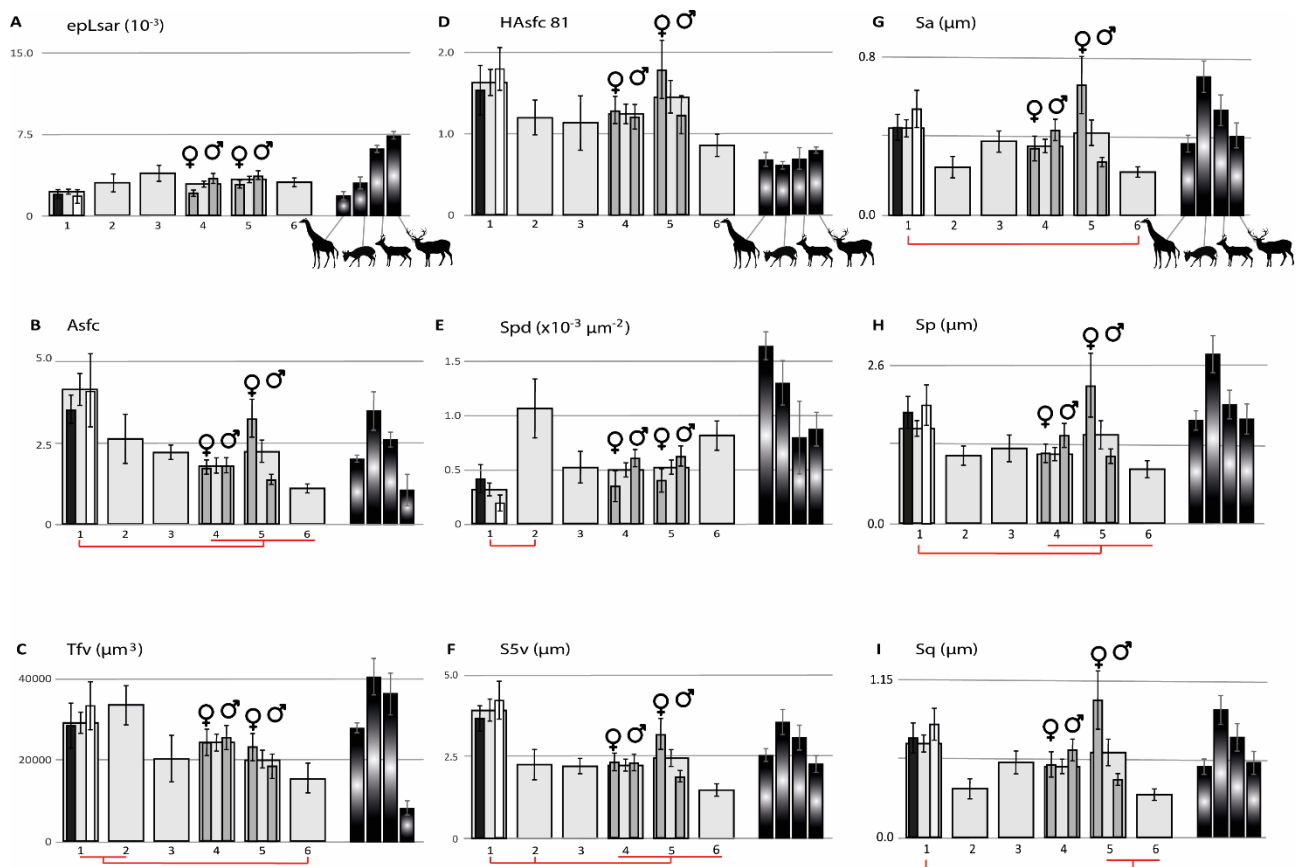 A epLsar (10⁻³)
15.0
7.5
0
1 2 3 4 5 6
♀ ♂ ♀ ♂
B Asfc
5.0
2.5
0
1 2 3 4 5 6
♀ ♂ ♀ ♂
C Tfv (µm³)
40000
20000
0
1 2 3 4 5 6
♀ ♂ ♀ ♂
D HAsfc 81
2.0
1.0
0
1 2 3 4 5 6
♀ ♂ ♀ ♂
E Spd (x10⁻³ µm⁻²)
1.5
1.0
0.5
0
1 2 3 4 5 6
♀ ♂ ♀ ♂
F S5v (µm)
5.0
2.5
0
1 2 3 4 5 6
♀ ♂ ♀ ♂
G Sa (µm)
0.8
0.0
1 2 3 4 5 6
♀ ♂ ♀ ♂
H Sp (µm)
2.6
0.0
1 2 3 4 5 6
♀ ♂ ♀ ♂
I Sq (µm)
1.15
0.0
1 2 3 4 5 6
♀ ♂ ♀ ♂